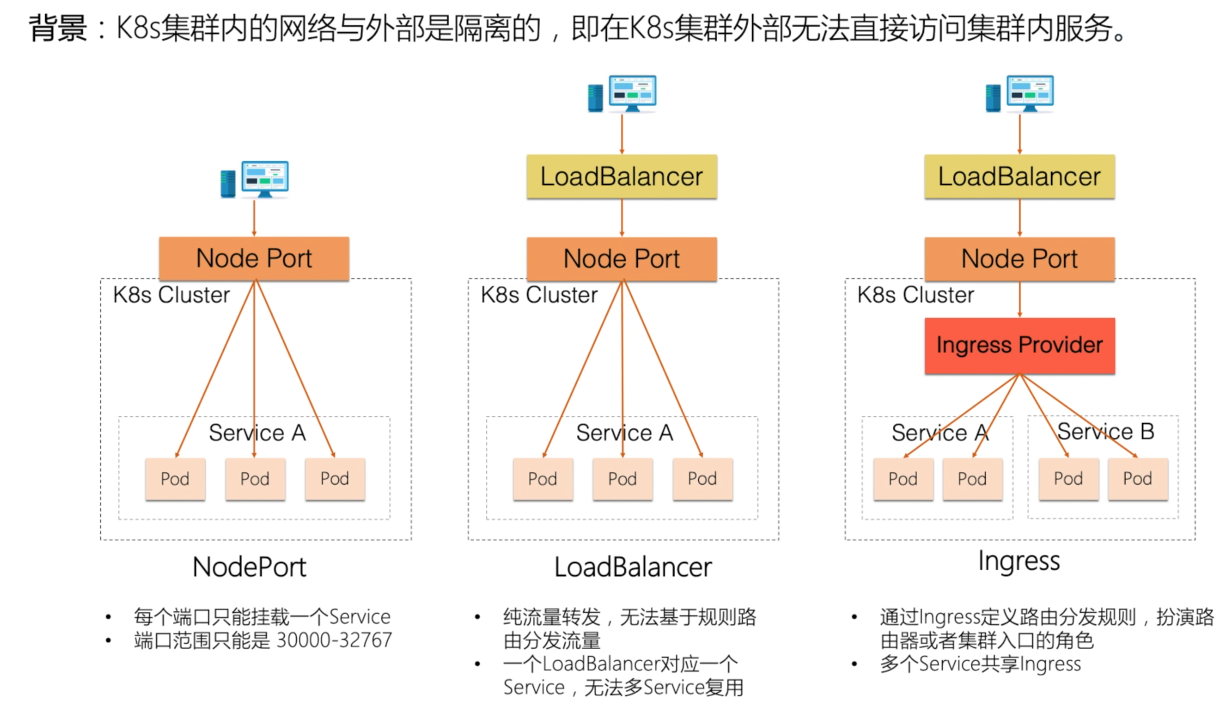 背景：K8s集群内的网络与外部是隔离的，即在K8s集群外部无法直接访问集群内服务。
Node Port
K8s Cluster
Service A
Pod
Pod
Pod
NodePort
• 每个端口只能挂载一个Service
• 端口范围只能是 30000-32767
LoadBalancer
Node Port
K8s Cluster
Service A
Pod
Pod
Pod
LoadBalancer
• 纯流量转发，无法基于规则路
由分发流量
• 一个LoadBalancer对应一个
Service，无法多Service复用
LoadBalancer
Node Port
K8s Cluster
Ingress Provider
Service A
Service B
Pod
Pod
Pod
Pod
Ingress
• 通过Ingress定义路由分发规则，扮演路
由器或者集群入口的角色
• 多个Service共享Ingress